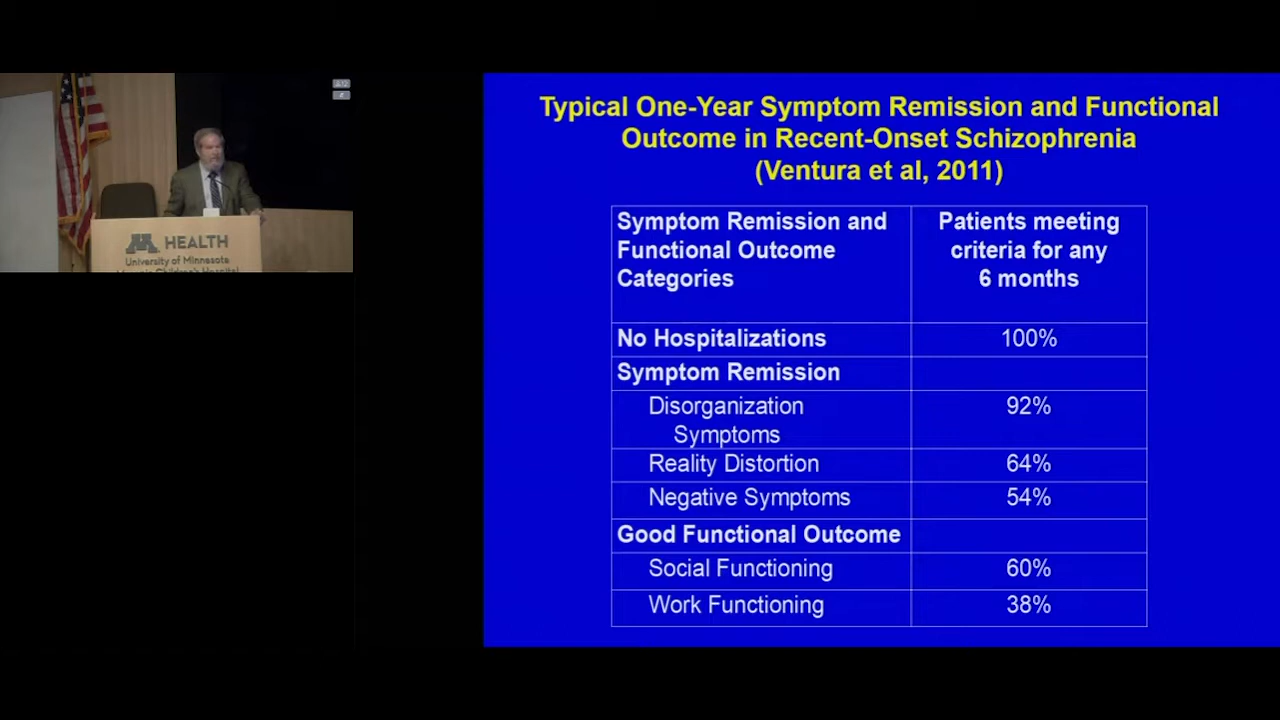 Typical One-Year Symptom Remission and Functional
Outcome in Recent-Onset Schizophrenia
(Ventura et al, 2011)
Symptom Remission and
Functional Outcome
Categories
Patients meeting
criteria for any
6 months
No Hospitalizations
100%
Symptom Remission
Disorganization
Symptoms
92%
Reality Distortion
64%
Negative Symptoms
54%
Good Functional Outcome
Social Functioning
60%
Work Functioning
38%
M HEALTH
University of Minnesota
Children's Hospital